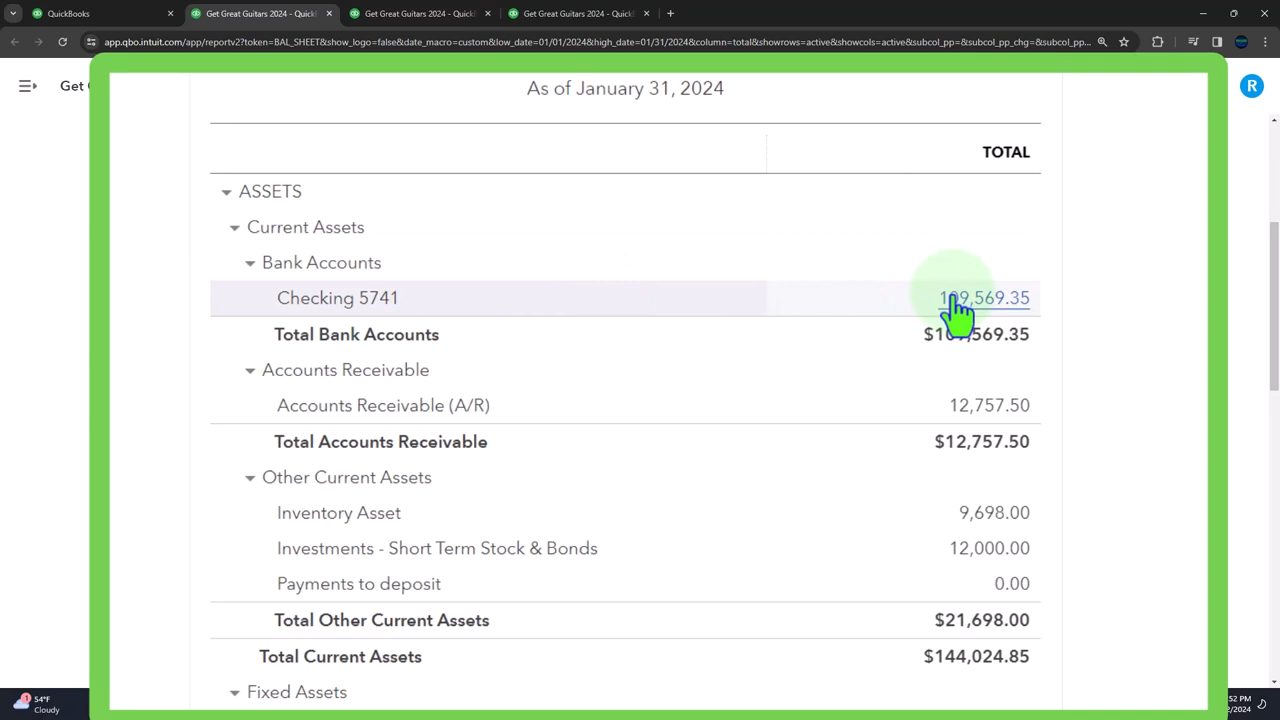 QuickBooks
Get Great Guitars 2024 - QuickB
Get Great Guitars 2024 - QuickB
Get Great Guitars 2024 - QuickB
app.qbo.intuit.com/app/reportv2?token=BAL_SHEET&show_logo=false&date_macro=custom&low_date=01/01/2024&high_date=01/31/2024&column=total&showrows=active&showcols=active&subcol_pp=&subcol_pp_chg=&subcol_pp...
Get
R
As of January 31, 2024
TOTAL
ASSETS
Current Assets
Bank Accounts
Checking 5741 109,569.35
Total Bank Accounts
Accounts Receivable
Accounts Receivable (A/R) 12,757.50
Total Accounts Receivable $12,757.50
Other Current Assets
Inventory Asset 9,698.00
Investments - Short Term Stock & Bonds 12,000.00
Payments to deposit 0.00
Total Other Current Assets $21,698.00
Total Current Assets $144,024.85
Fixed Assets
1
54°F
Cloudy